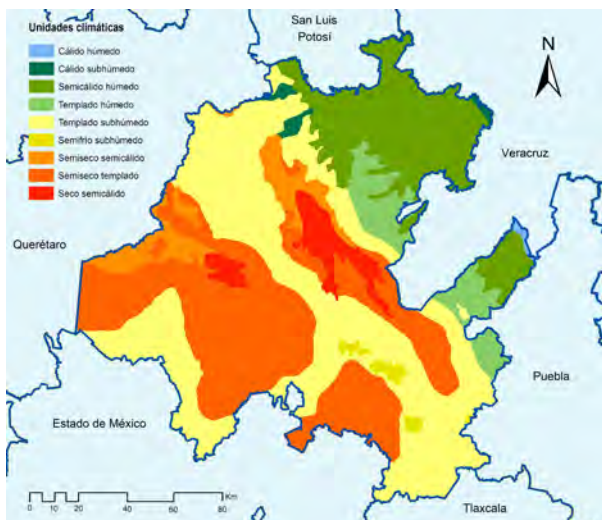 Unidades climáticas
Cálido húmedo
Cálido subhúmedo
Semicálido húmedo
Templado húmedo
Templado subhúmedo
Semifrío subhúmedo
Semiseco semicálido
Semiseco templado
Seco semicálido
San Luis
Potosí
N
Veracruz
Querétaro
Puebla
Estado de México
Tlaxcala
Km
0 10 20 40 60 80